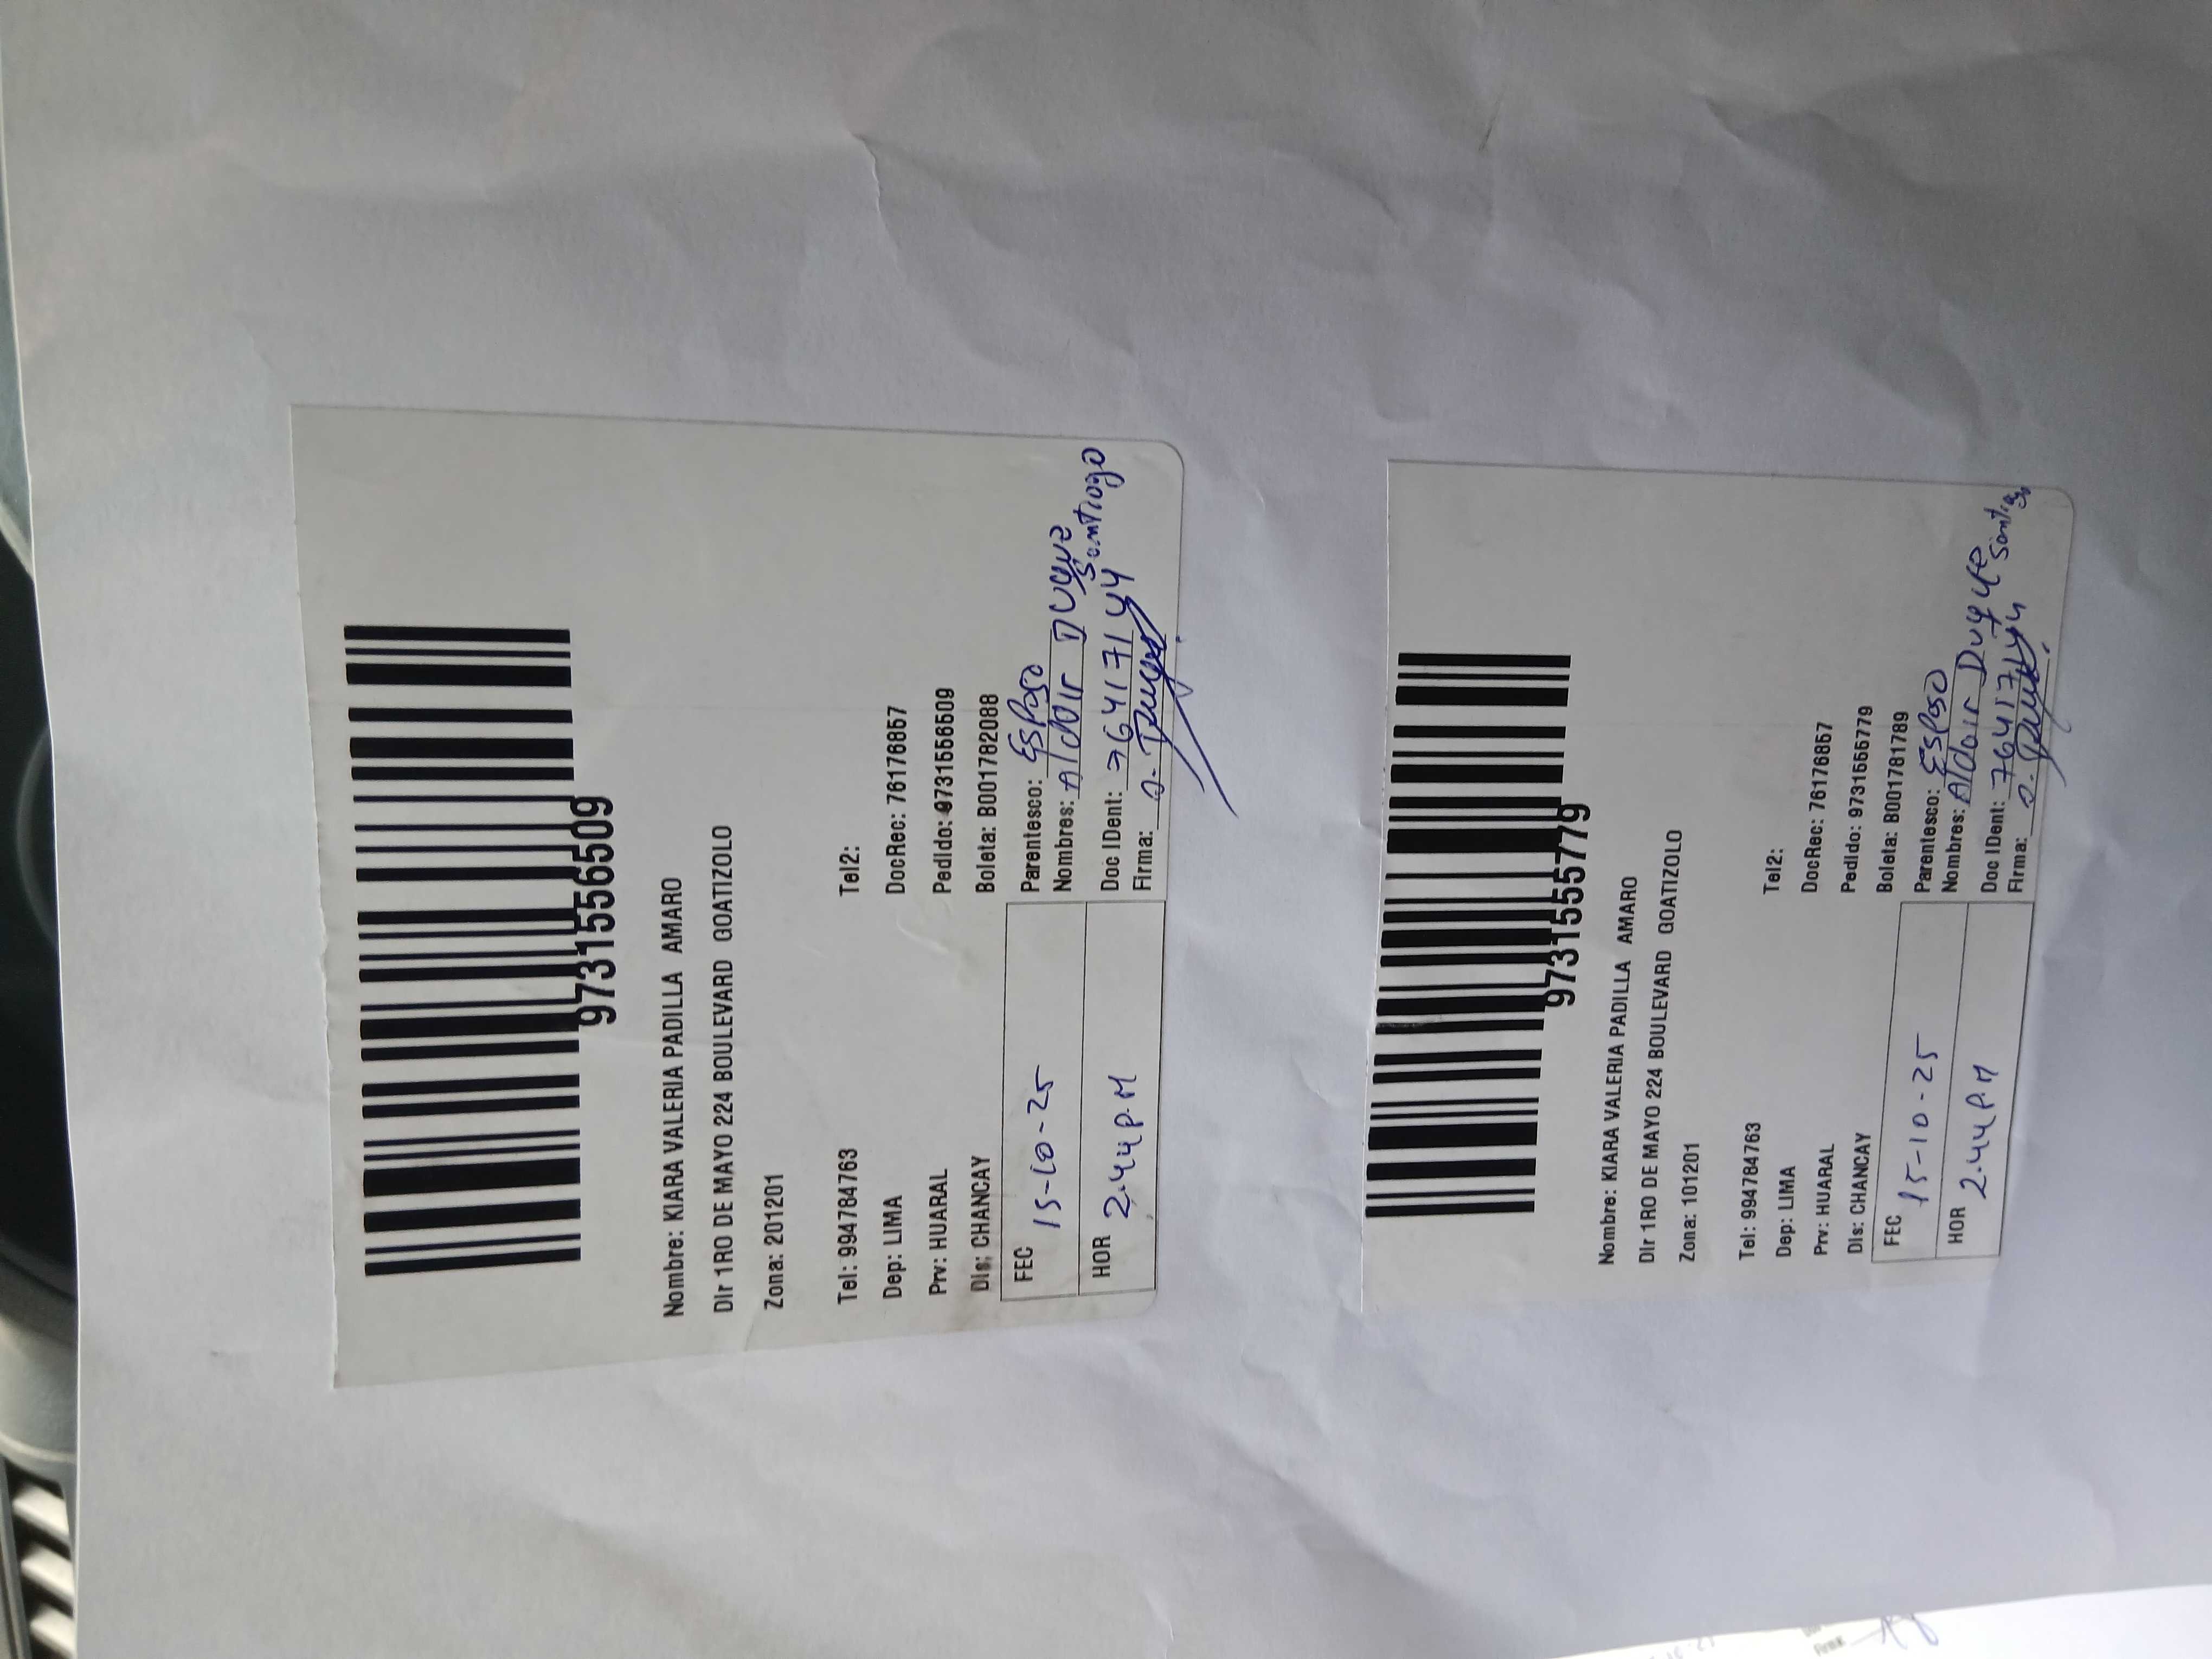 9731556509
Nombre: KIARA VALERIA PADILLA AMARO
Dir 1RO DE MAYO 224 BOULEVARD GOATIZOLO
Zona: 201201
Tel: 994784763 Tel2:
Dep: LIMA DocRec: 76176857
Prv: HUARAL Pedido: 9731556509
Dis: CHANCAY Boleta: B001782088
FEC 15-10-25 Parentesco: Esposo
Nombres: Aldair Duque Santiago
HOR 2.44 P.M Doc IDent: 76417144
Firma:
9731555779
Nombre: KIARA VALERIA PADILLA AMARO
Dir 1RO DE MAYO 224 BOULEVARD GOATIZOLO
Zona: 101201
Tel: 994784763 Tel2:
Dep: LIMA DocRec: 76176857
Prv: HUARAL Pedido: 9731555779
Dis: CHANCAY Boleta: B001781789
FEC 15-10-25 Parentesco: Esposo
Nombres: Aldair Duque Santiago
HOR 2.44 P.M Doc IDent: 76417144
Firma: